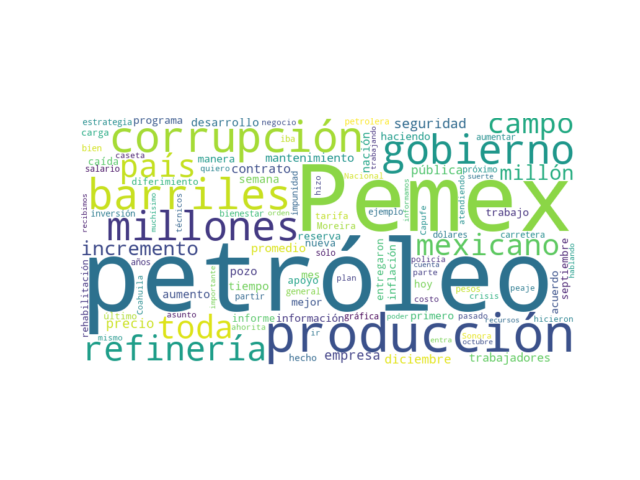 estrategia programa desarrollo negocio petrolera seguridad campo
carga corrupción iba trabajando haciendo aumentar
bien gobierno
caída caseta país manera mantenimiento nación pública próximo millón
salario quiero contrato Nacional atendiendo suerte
diferimiento semana impunidad hizo Pemex
recibimos barriles técnicos bienestar orden tarifa ejemplo informamos Capufe trabajo
inversión muchísimo Moreira
años millones reserva nueva sólo dólares carretera
incremento promedio policía mexicano hablando
petróleo cuenta
rehabilitación Coahuila pozo mes apoyo plan entregaron inflación parte acuerdo septiembre
aumento tiempo importante general hoy pesos crisis peaje
partir mejor costo
último asunto informe información gráfica poder primero pasado recursos hicieron
precio toda ahorita producción
mismo ir entra Sonora octubre
refinería hecho empresa diciembre trabajadores